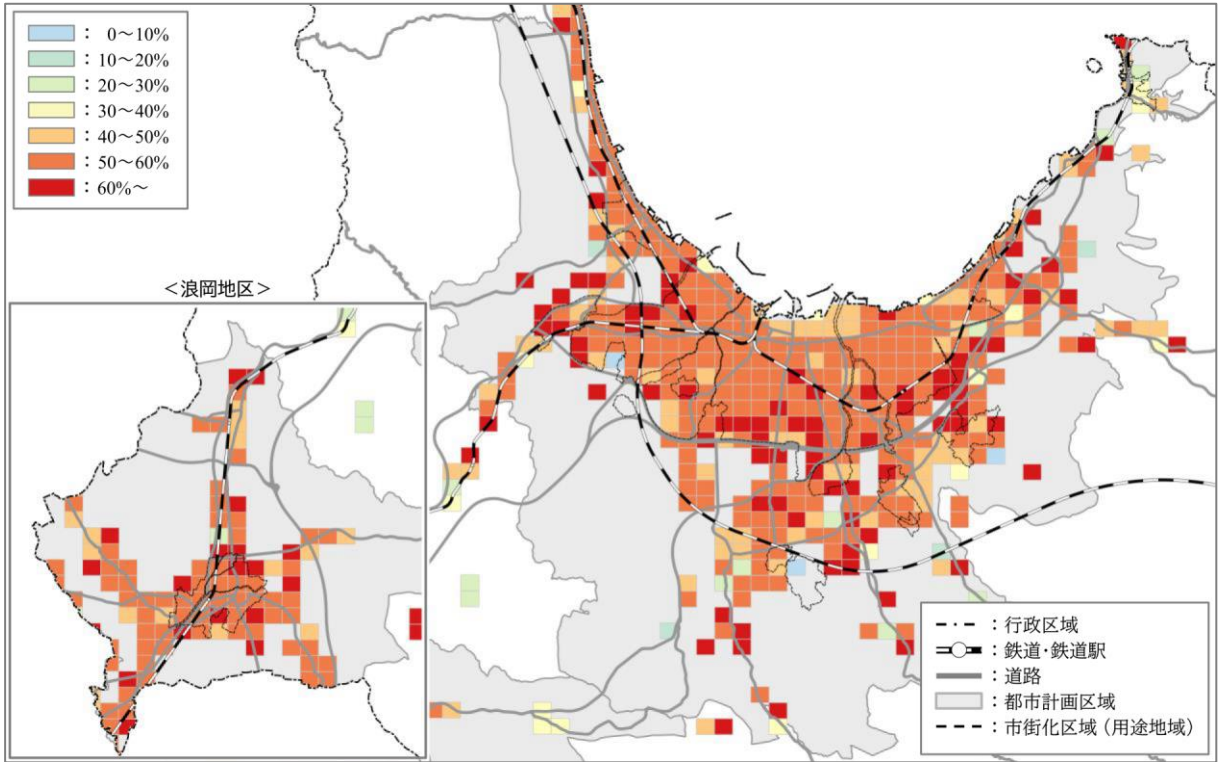 ： 0～10%
： 10～20%
： 20～30%
： 30～40%
： 40～50%
： 50～60%
： 60%～
＜浪岡地区＞
：行政区域
：鉄道・鉄道駅
：道路
：都市計画区域
：市街化区域（用途地域）